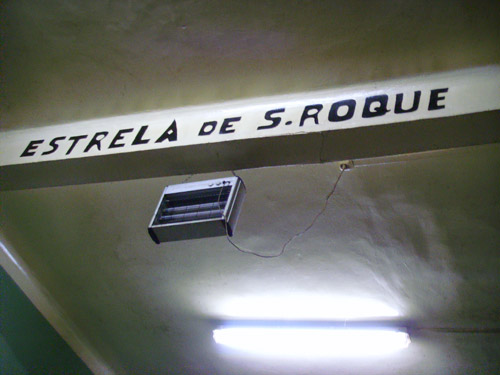 ESTRELA DE S. ROQUE